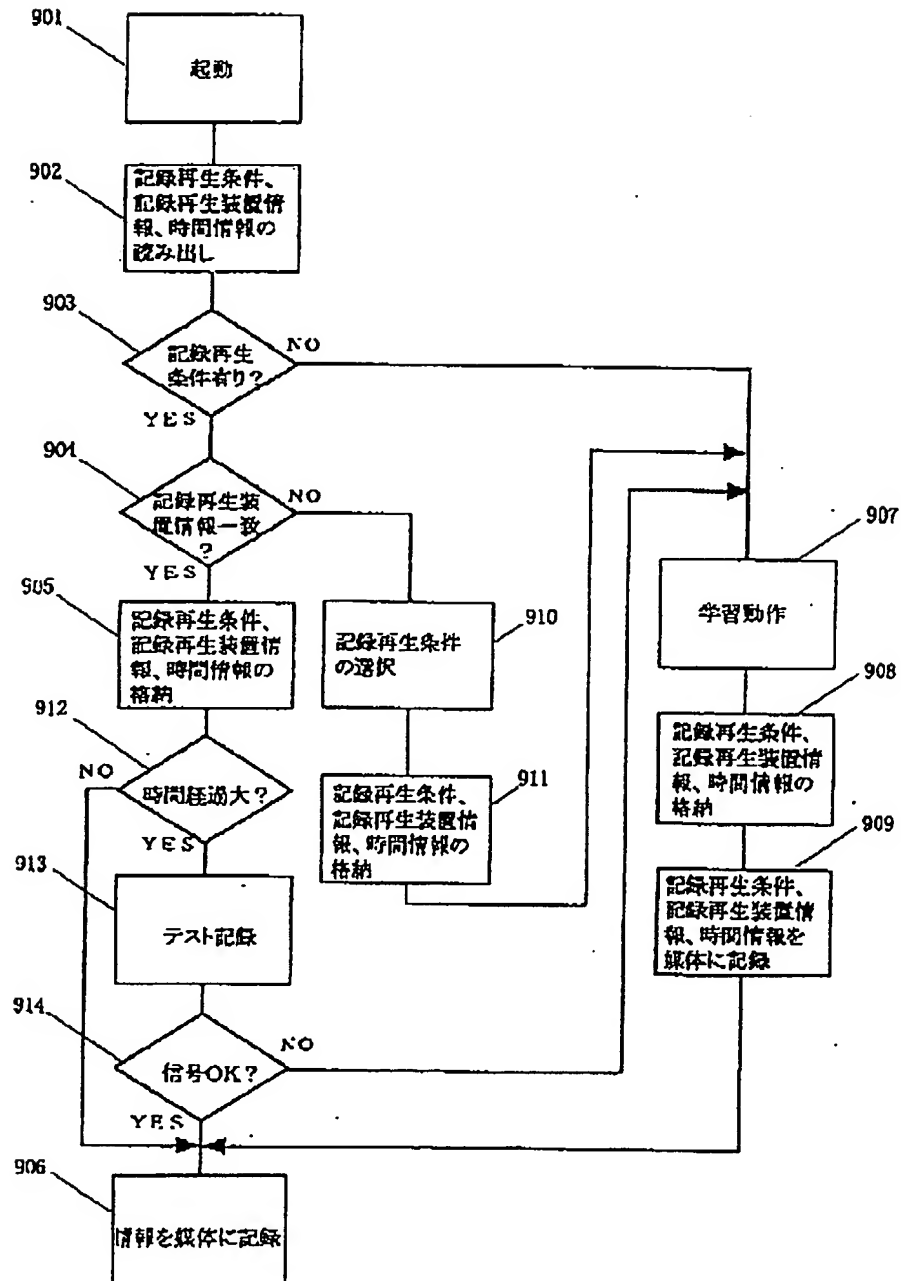 901
起動
902
記録再生条件、
記録再生装置情
報、時間情報の
読み出し
903
記録再生
条件有り?
NO
YES
904
記録再生装
置情報一致
?
NO
YES
905
記録再生条件、
記録再生装置情
報、時間情報の
格納
910
記録再生条件
の選択
907
学習動作
912
時間経過大?
NO
YES
911
記録再生条件、
記録再生装置情
報、時間情報の
格納
908
記録再生条件、
記録再生装置情
報、時間情報の
格納
913
テスト記録
909
記録再生条件、
記録再生装置情
報、時間情報を
媒体に記録
914
信号OK?
NO
YES
906
情報を媒体に記録